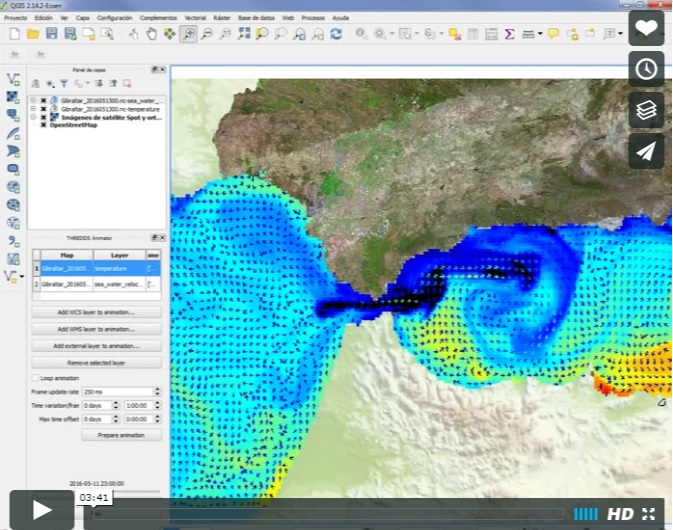 QGIS 2.14.2-Essen
Proyecto Edición Ver Capa Configuración Complementos Vectorial Ráster Base de datos Web Procesos Ayuda
Panel de capas
Gibraltar_2016051300.nc-sea_water_...
Gibraltar_2016051300.nc-temperature
Imágenes de satélite Spot y ort...
OpenStreetMap
THREDDS Animator
Map Layer ime
1 Gibraltar_201605... temperature
2 Gibraltar_201605... sea_water_veloc...
Add WCS layer to animation...
Add WMS layer to animation...
Add external layer to animation...
Remove selected layer
Loop animation
Frame update rate 250 ms
Time variation/fran 0 days 1:00:00
Max time offset 0 days 0:00:00
Prepare animation
2016-05-11 23:00:00
03:41
HD